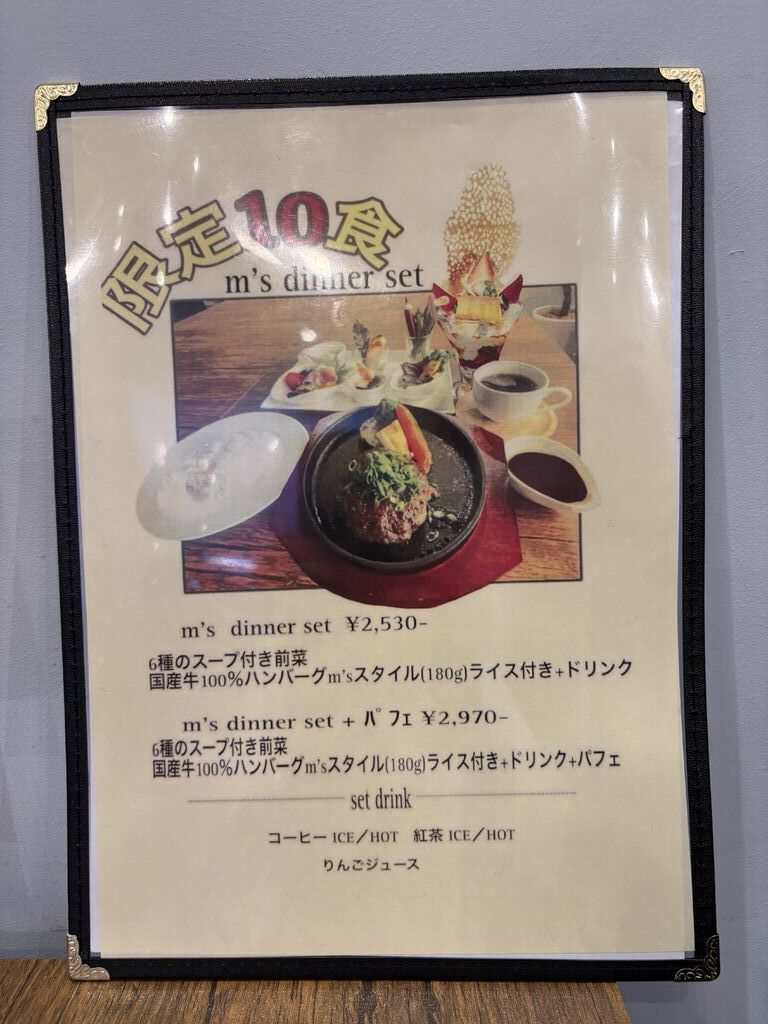 限定10食
m's dinner set
m's dinner set ¥2,530-
6種のスープ付き前菜
国産牛100%ハンバーグm'sスタイル(180g)ライス付き+ドリンク
m's dinner set + パフェ ¥2,970-
6種のスープ付き前菜
国産牛100%ハンバーグm'sスタイル(180g)ライス付き+ドリンク+パフェ
set drink
コーヒー ICE/HOT 紅茶 ICE/HOT
りんごジュース